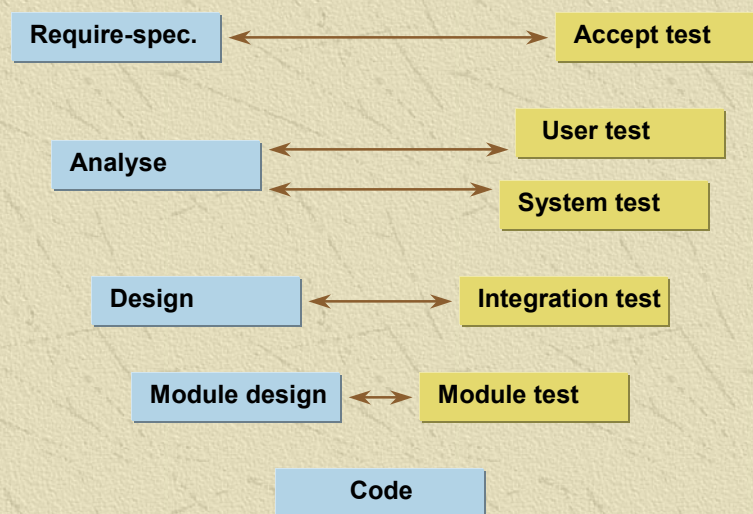 Require-spec.
Accept test
User test
Analyse
System test
Design
Integration test
Module design
Module test
Code